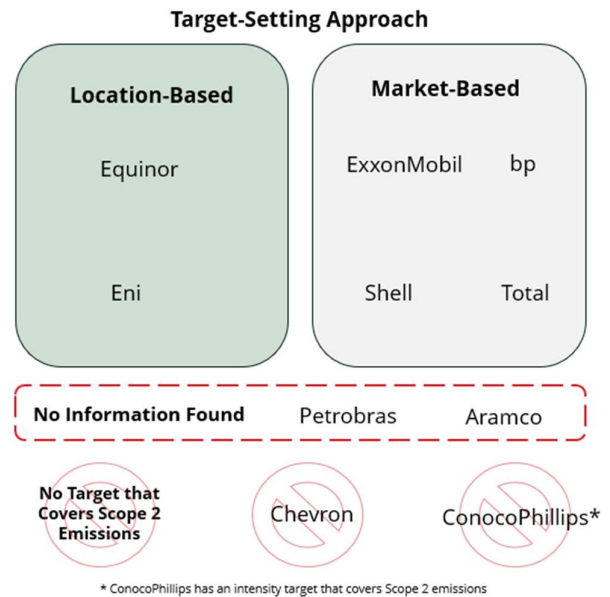 Target-Setting Approach
Location-Based
Equinor
Eni
Market-Based
ExxonMobil bp
Shell Total
No Information Found Petrobras Aramco
No Target that
Covers Scope 2
Emissions
Chevron
ConocoPhillips*
* ConocoPhillips has an intensity target that covers Scope 2 emissions